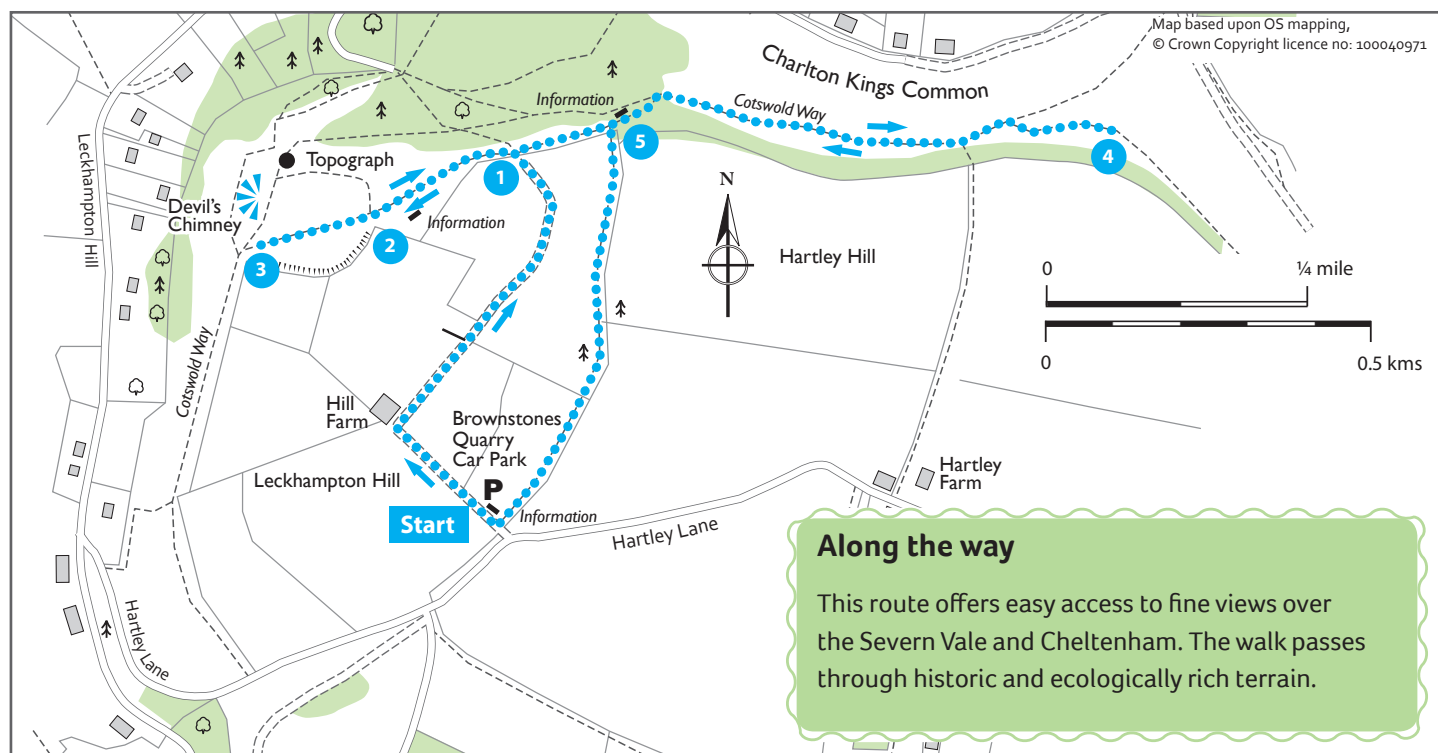 Map based upon OS mapping,
© Crown Copyright licence no: 100040971
Charlton Kings Common
Information
Cotswold Way
5
4
Leckhampton Hill
Topograph
1
Devil's
Chimney
Information
2
3
N
Hartley Hill
0
¼ mile
0
0.5 kms
Cotswold Way
Hill
Farm
Brownstones
Quarry
Car Park
P
Leckhampton Hill
Start
Information
Hartley Lane
Hartley
Farm
Hartley Lane
Along the way
This route offers easy access to fine views over
the Severn Vale and Cheltenham. The walk passes
through historic and ecologically rich terrain.